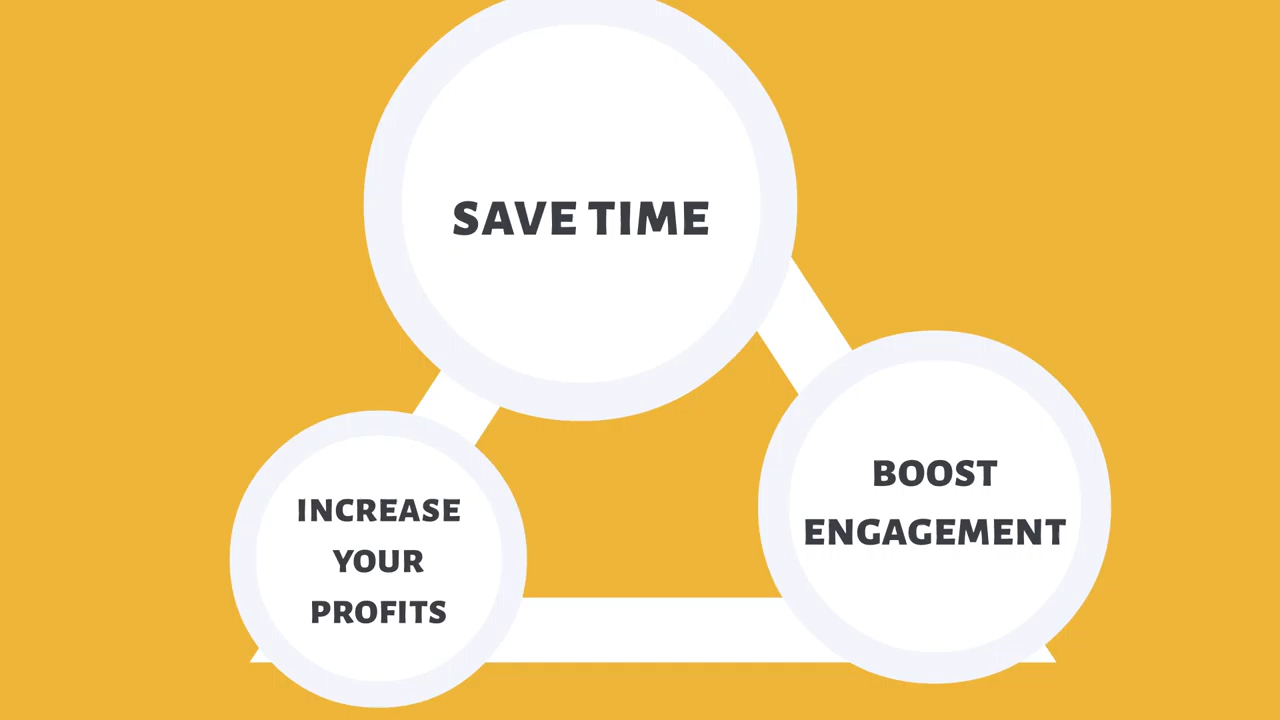 SAVE TIME
BOOST
ENGAGEMENT
INCREASE
YOUR
PROFITS